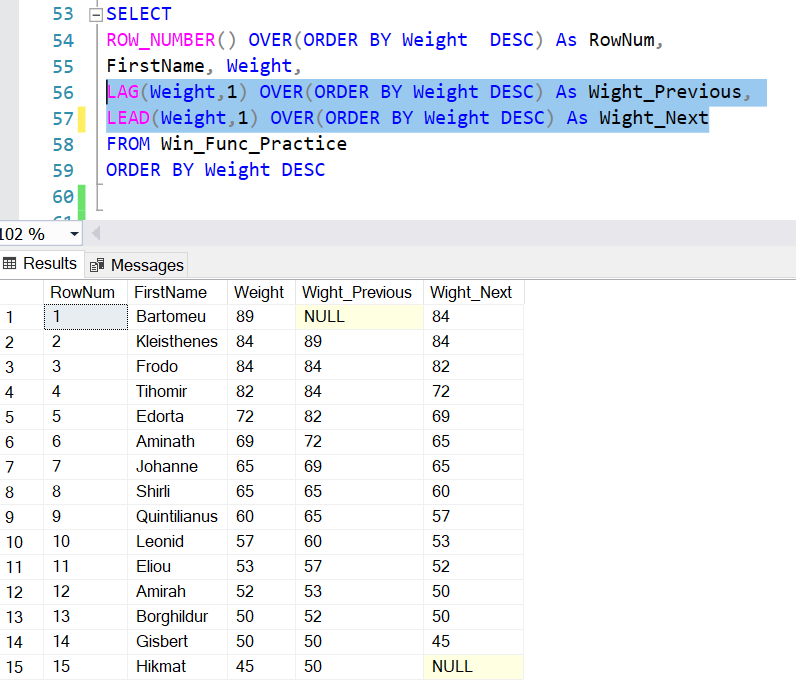 53 SELECT
54 ROW_NUMBER() OVER(ORDER BY Weight  DESC) As RowNum,
55 FirstName, Weight,
56 LAG(Weight,1) OVER(ORDER BY Weight DESC) As Wight_Previous,
57 LEAD(Weight,1) OVER(ORDER BY Weight DESC) As Wight_Next
58 FROM Win_Func_Practice
59 ORDER BY Weight DESC
60
61
102 %
Results Messages
RowNum FirstName Weight Wight_Previous Wight_Next
1 1 Bartomeu 89 NULL 84
2 2 Kleisthenes 84 89 84
3 3 Frodo 84 84 82
4 4 Tihomir 82 84 72
5 5 Edorta 72 82 69
6 6 Aminath 69 72 65
7 7 Johanne 65 69 65
8 8 Shirli 65 65 60
9 9 Quintilianus 60 65 57
10 10 Leonid 57 60 53
11 11 Eliou 53 57 52
12 12 Amirah 52 53 50
13 13 Borghildur 50 52 50
14 14 Gisbert 50 50 45
15 15 Hikmat 45 50 NULL